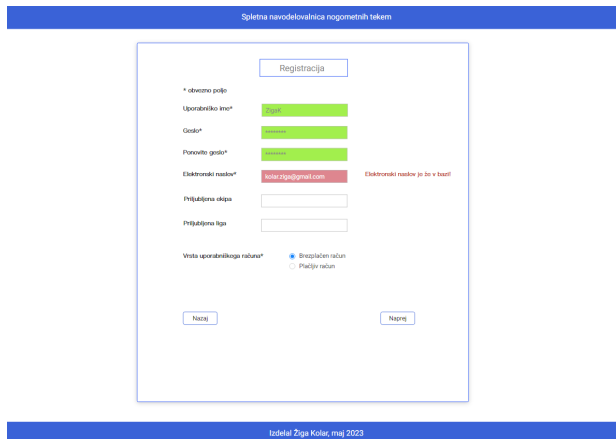 Spletna navodelovalnica nogometnih tekem
Registracija
* obvezno polje
Uporabniško ime*
ZigaK
Geslo*
********
Ponovite geslo*
********
Elektronski naslov*
kolar.ziga@gmail.com
Elektronski naslov je že v bazi!
Priljubljena ekipa
Priljubljena liga
Vrsta uporabniškega računa*
Brezplačen račun
Plačljiv račun
Nazaj
Naprej
Izdelal Žiga Kolar, maj 2023